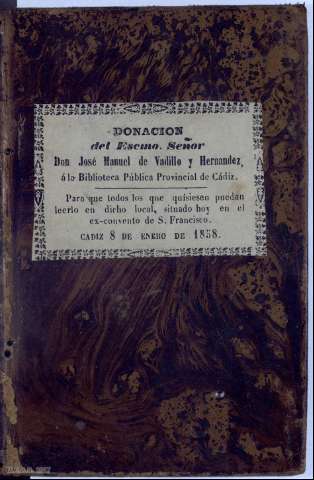 DONACION
del Escmo. Señor
Don José Manuel de Vadillo y Hernandez,
á la Biblioteca Pública Provincial de Cádiz.
Para que todos los que quisiesen puedan
leerlo en dicho local, situado hoy en el
ex-convento de S. Francisco.
CADIZ 8 DE ENERO DE 1858.